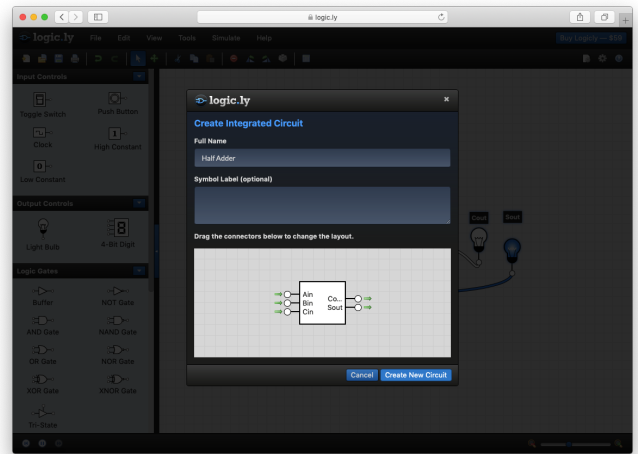 logic.ly
logic.ly File Edit View Tools Simulate Help Buy Logicly — $59
Input Controls
Toggle Switch
Push Button
Clock
1
High Constant
0
Low Constant
Output Controls
Light Bulb
8
4-Bit Digit
Logic Gates
Buffer
NOT Gate
AND Gate
NAND Gate
OR Gate
NOR Gate
XOR Gate
XNOR Gate
Tri-State
logic.ly
Create Integrated Circuit
Full Name
Half Adder
Symbol Label (optional)
Drag the connectors below to change the layout.
Ain
Bin
Cin
Co...
Sout
Cancel
Create New Circuit
Cout
Sout